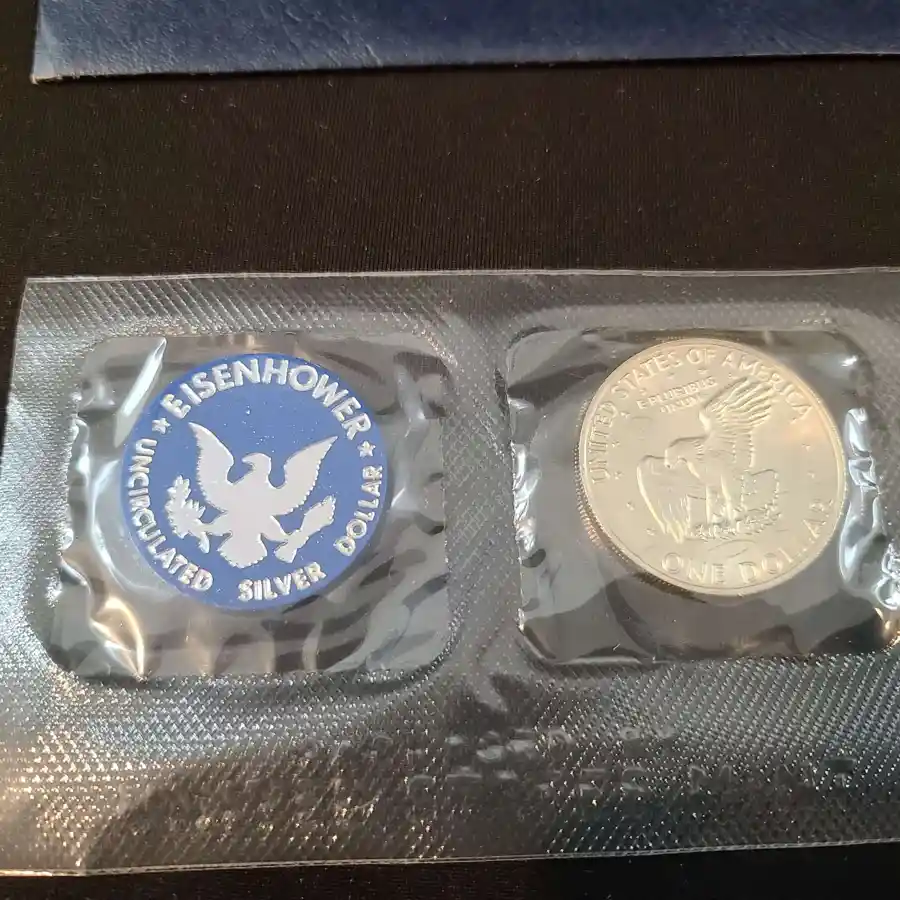 EISENHOWER
UNCIRCULATED SILVER DOLLAR
UNITED STATES OF AMERICA
E PLURIBUS
UNUM
ONE DOLLAR